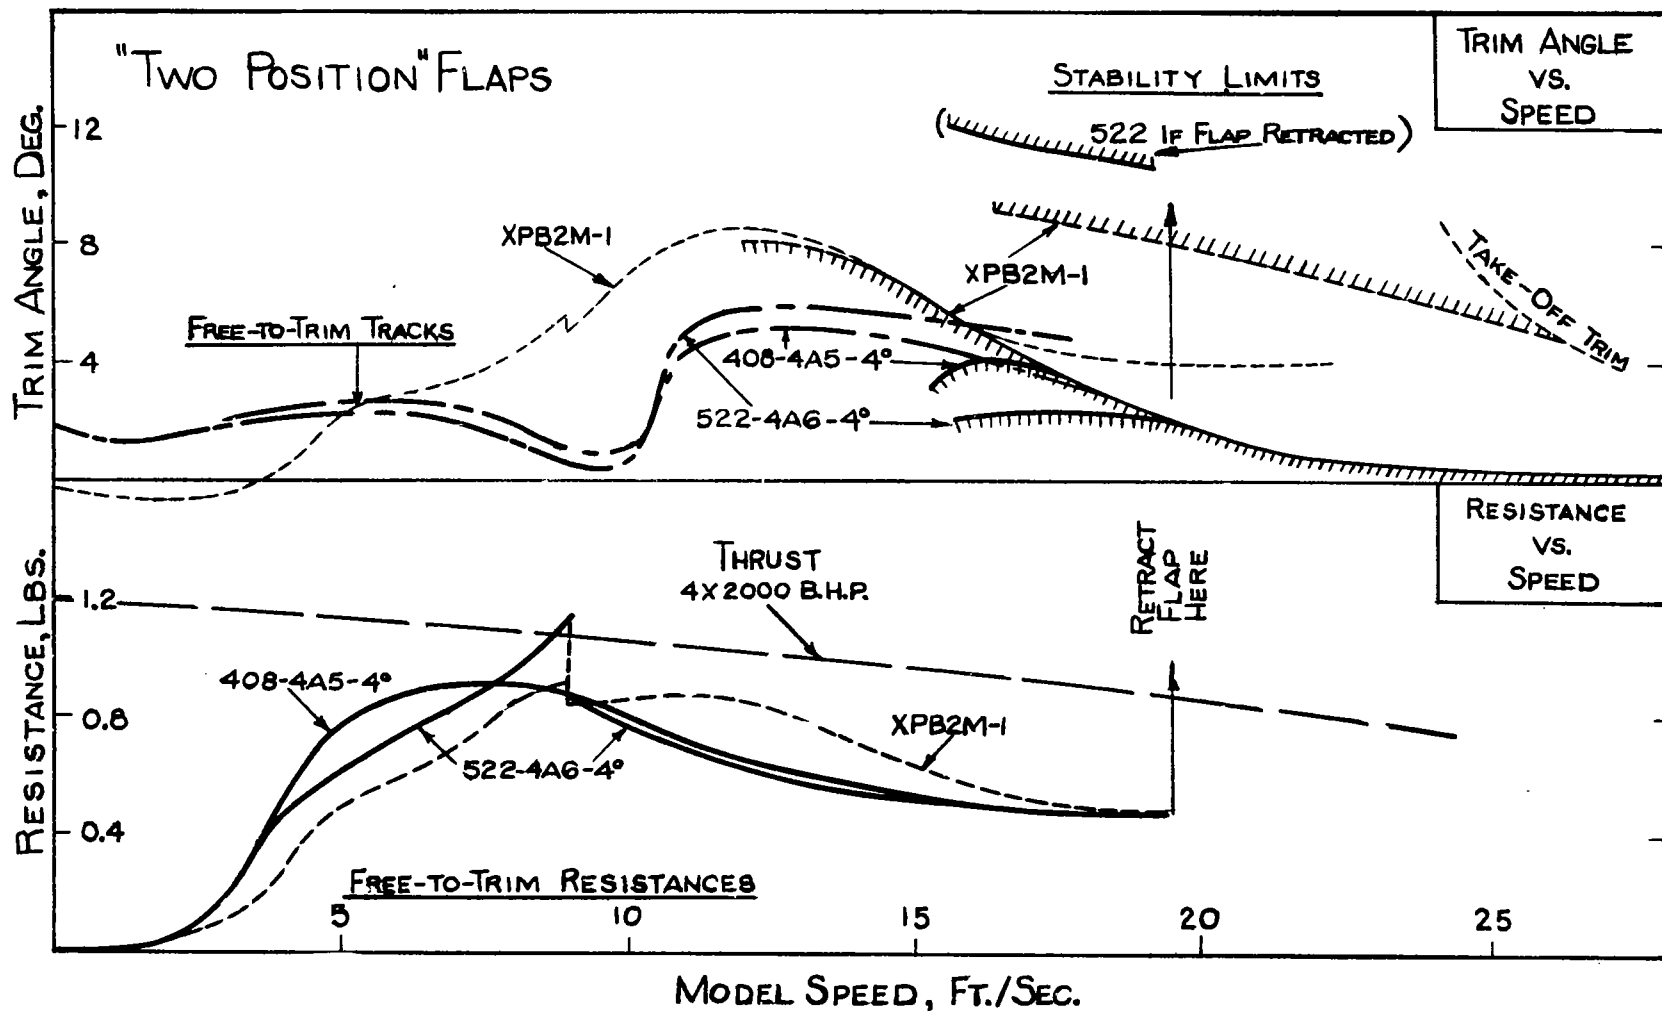 "TWO POSITION" FLAPS
TRIM ANGLE
VS.
SPEED
STABILITY LIMITS
(522 IF FLAP RETRACTED)
TRIM ANGLE, DEG.
12
8
4
XPB2M-1
XPB2M-1
TAKE-OFF TRIM
FREE-TO-TRIM TRACKS
408-4A5-4°
522-4A6-4°
RESISTANCE
VS.
SPEED
RESISTANCE, LBS.
1.2
0.8
0.4
THRUST
4X2000 B.H.P.
RETRACT
FLAP
HERE
408-4A5-4°
522-4A6-4°
XPB2M-1
FREE-TO-TRIM RESISTANCES
5
10
15
20
25
MODEL SPEED, FT./SEC.